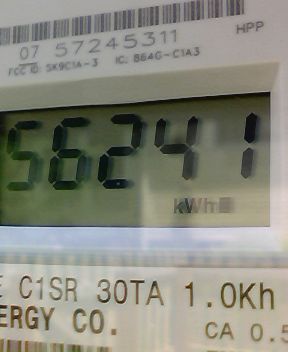 07 57245311
HPP
FCC ID: SK9C1A-3 IC: 864G-C1A3
56241
kWh
E C1SR 30TA 1.0Kh
ERGY CO.
CA 0.5